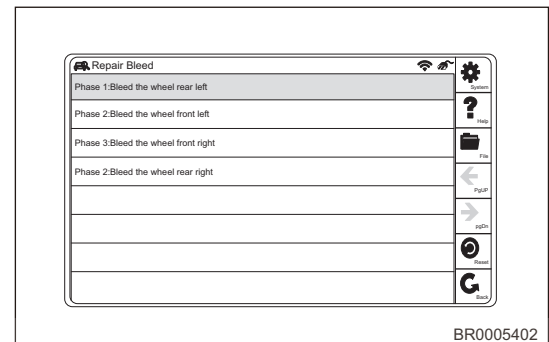 Repair Bleed
Phase 1:Bleed the wheel rear left
Phase 2:Bleed the wheel front left
Phase 3:Bleed the wheel front right
Phase 2:Bleed the wheel rear right
System
Help
File
PgUP
pgDn
Reset
Back
BR0005402